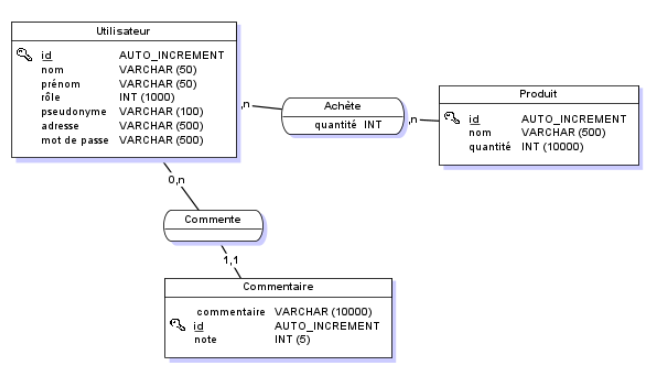 Utilisateur
id AUTO_INCREMENT
nom VARCHAR (50)
prénom VARCHAR (50)
rôle INT (1000)
pseudonyme VARCHAR (100)
adresse VARCHAR (500)
mot de passe VARCHAR (500)
,n
Achète
quantité INT
,n
Produit
id AUTO_INCREMENT
nom VARCHAR (500)
quantité INT (10000)
0,n
Commente
1,1
Commentaire
commentaire VARCHAR (10000)
id AUTO_INCREMENT
note INT (5)